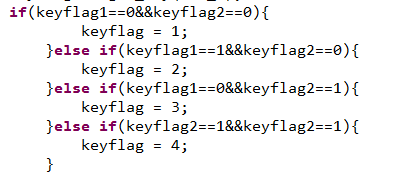 if(keyflag1==0&&keyflag2==0){
keyflag = 1;
}else if(keyflag1==1&&keyflag2==0){
keyflag = 2;
}else if(keyflag1==0&&keyflag2==1){
keyflag = 3;
}else if(keyflag2==1&&keyflag2==1){
keyflag = 4;
}